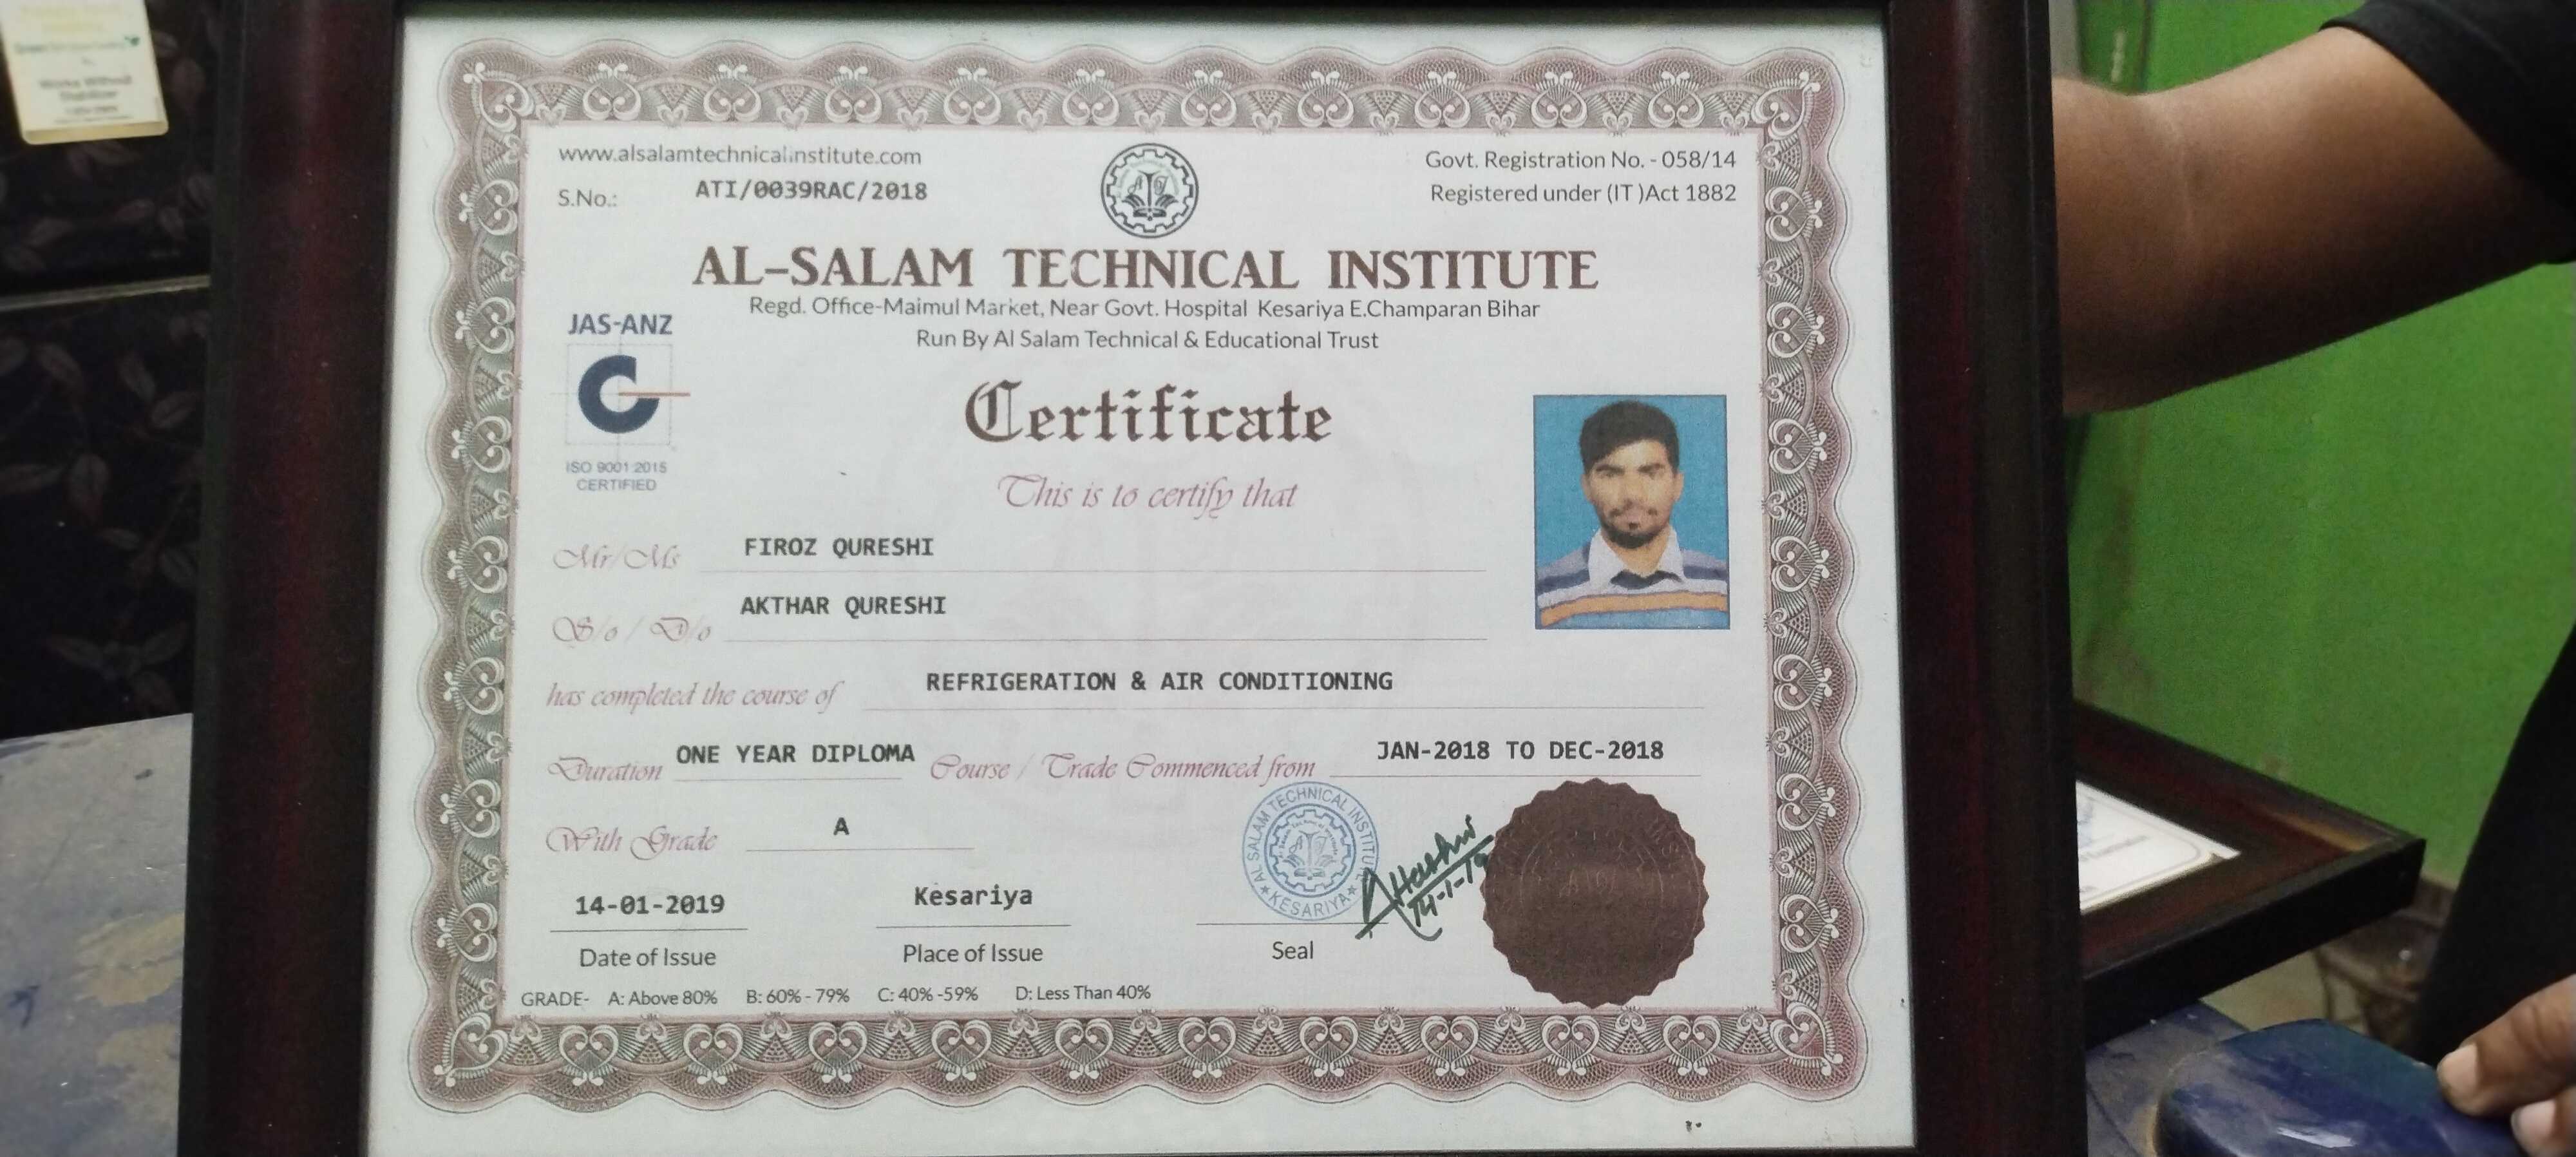 Works Without
Stabilizer
www.alsalamtechnicalinstitute.com
Govt. Registration No. - 058/14
S.No.: ATI/0039RAC/2018
Registered under (IT )Act 1882
AL-SALAM TECHNICAL INSTITUTE
Regd. Office-Maimul Market, Near Govt. Hospital Kesariya E.Champaran Bihar
Run By Al Salam Technical & Educational Trust
JAS-ANZ
ISO 9001:2015
CERTIFIED
Certificate
This is to certify that
Mr/Ms FIROZ QURESHI
S/o / D/o AKTHAR QURESHI
has completed the course of REFRIGERATION & AIR CONDITIONING
Duration ONE YEAR DIPLOMA Course / Trade Commenced from JAN-2018 TO DEC-2018
With Grade A
AL SALAM TECHNICAL INSTITUTE
★ KESARIYA ★
14-1-19
14-01-2019 Kesariya
Date of Issue Place of Issue Seal
GRADE- A: Above 80% B: 60% - 79% C: 40% -59% D: Less Than 40%